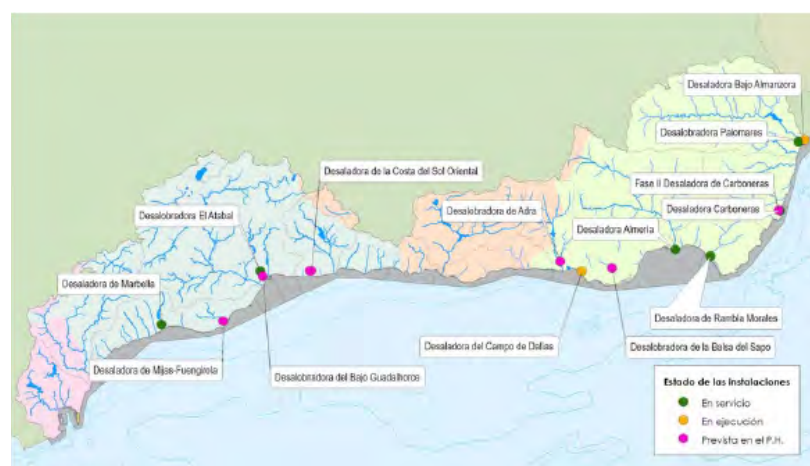 Desaladora Bajo Almanzora
Desalobradora Palomares
Desaladora de la Costa del Sol Oriental
Fase II Desaladora de Carboneras
Desalobradora El Atabal
Desalobradora de Adra
Desaladora Carboneras
Desaladora Almeria
Desaladora de Marbella
Desaladora de Rambla Morales
Desaladora del Campo de Dalías
Desalobradora de la Balsa del Sapo
Desaladora de Mijas-Fuengirola
Desalobradora del Bajo Guadalhorce
Estado de las instalaciones
En servicio
En ejecución
Prevista en el P.H.